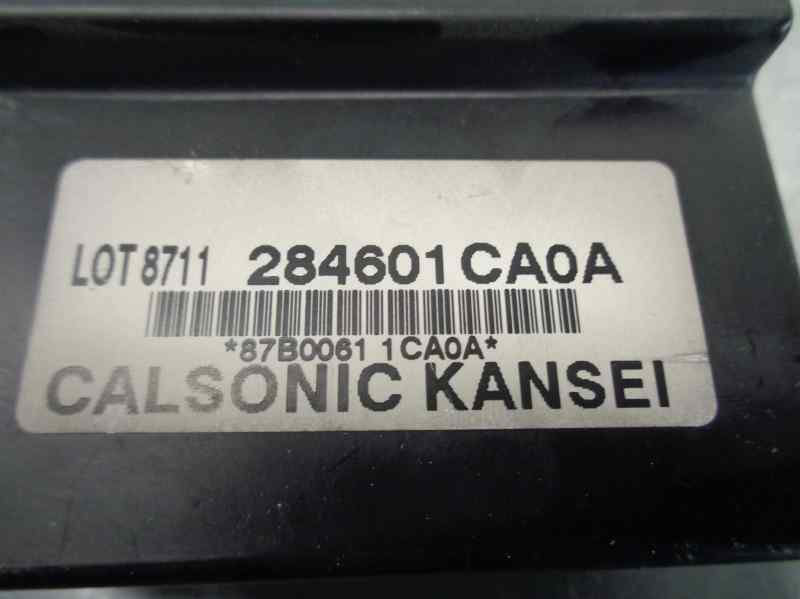 LOT 8711 284601CA0A
*87B0061 1CA0A*
CALSONIC KANSEI